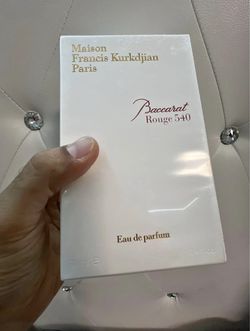 Maison
Francis Kurkdjian
Paris
Baccarat
Rouge 540
Eau de parfum